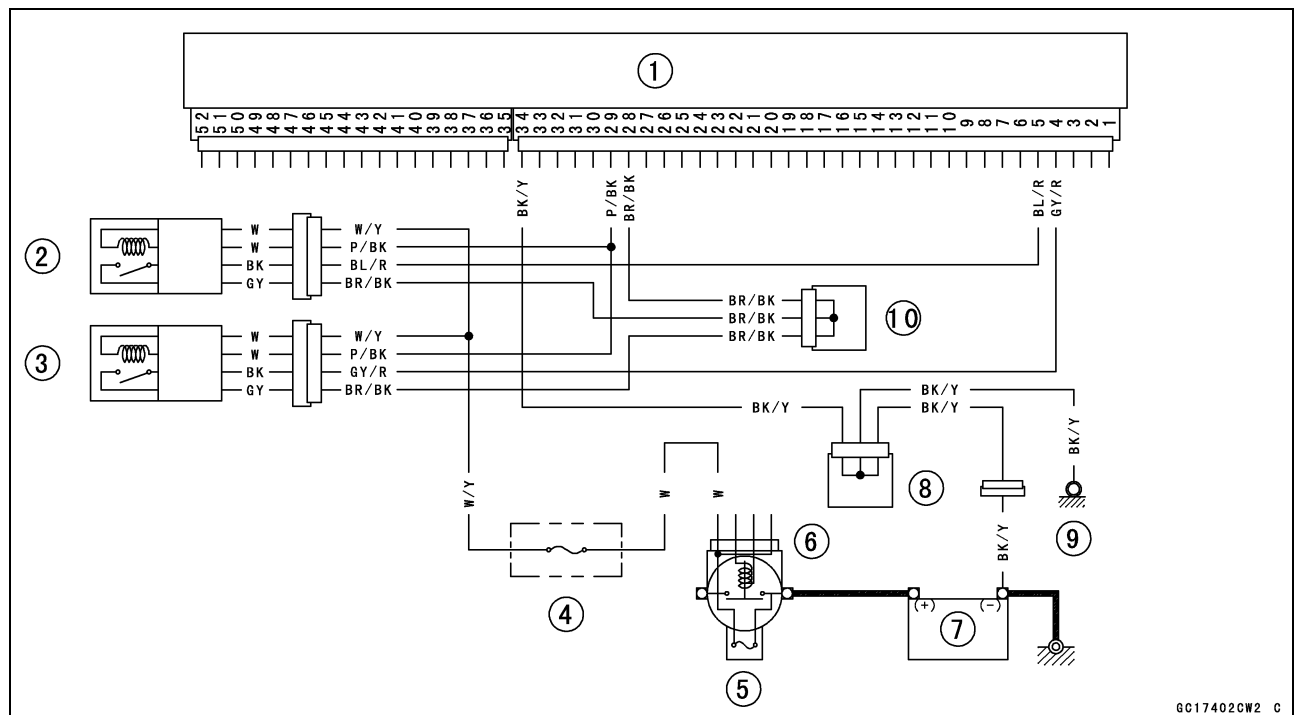 1
52 51 50 49 48 47 46 45 44 43 42 41 40 39 38 37 36 35 34 33 32 31 30 29 28 27 26 25 24 23 22 21 20 19 18 17 16 15 14 13 12 11 10 9 8 7 6 5 4 3 2 1
BK/Y
P/BK
BR/BK
BL/R
GY/R
2
W W/Y
W P/BK
BK BL/R
GY BR/BK
BR/BK
BR/BK
BR/BK
10
3
W W/Y
W P/BK
BK GY/R
GY BR/BK
BK/Y
BK/Y
BK/Y
BK/Y
W/Y
W
W
8
9
6
BK/Y
4
(+)
(-)
7
5
GC17402CW2 C